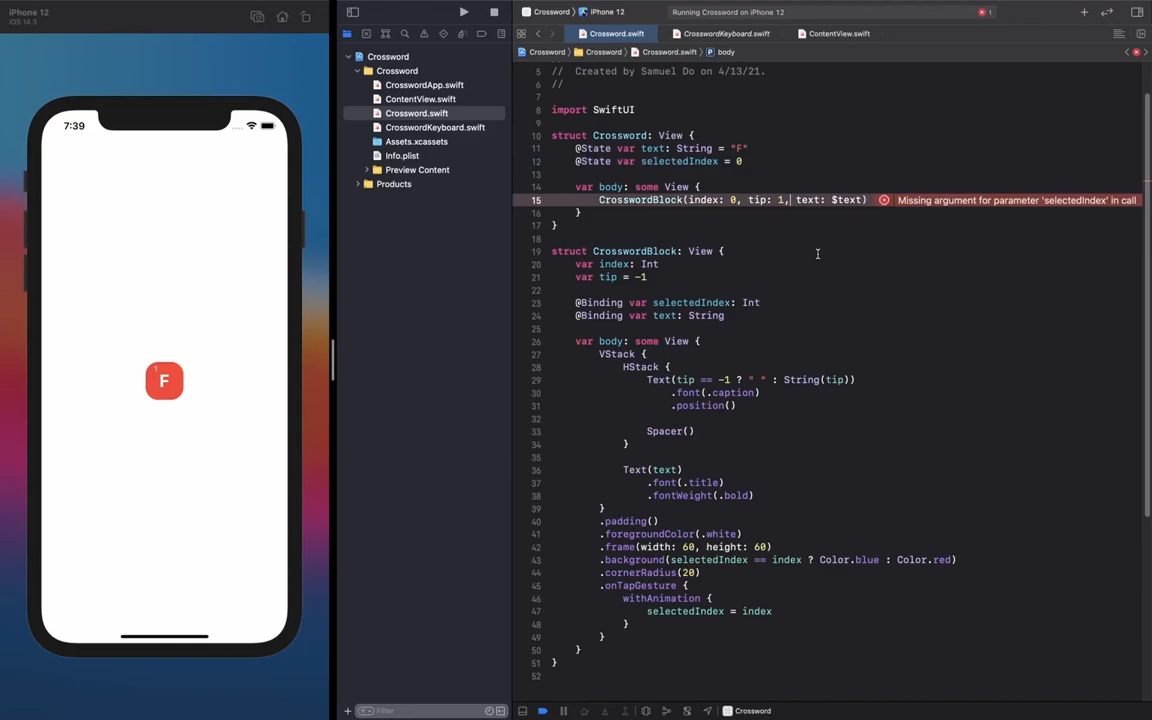 iPhone 12
iOS 14.3
7:39
1
F
Crossword
Crossword
CrosswordApp.swift
ContentView.swift
Crossword.swift
CrosswordKeyboard.swift
Assets.xcassets
Info.plist
Preview Content
Products
Filter
Crossword
iPhone 12
Running Crossword on iPhone 12
1
Crossword.swift
CrosswordKeyboard.swift
ContentView.swift
Crossword
Crossword
Crossword.swift
P body
5 // Created by Samuel Do on 4/13/21.
6 //
7
8 import SwiftUI
9
10 struct Crossword: View {
11 @State var text: String = "F"
12 @State var selectedIndex = 0
13
14 var body: some View {
15 CrosswordBlock(index: 0, tip: 1, text: $text) Missing argument for parameter 'selectedIndex' in call
16 }
17 }
18
19 struct CrosswordBlock: View {
20 var index: Int
21 var tip = -1
22
23 @Binding var selectedIndex: Int
24 @Binding var text: String
25
26 var body: some View {
27 VStack {
28 HStack {
29 Text(tip == -1 ? " " : String(tip))
30 .font(.caption)
31 .position()
32
33 Spacer()
34 }
35
36 Text(text)
37 .font(.title)
38 .fontWeight(.bold)
39 }
40 .padding()
41 .foregroundColor(.white)
42 .frame(width: 60, height: 60)
43 .background(selectedIndex == index ? Color.blue : Color.red)
44 .cornerRadius(20)
45 .onTapGesture {
46 withAnimation {
47 selectedIndex = index
48 }
49 }
50 }
51 }
52
Crossword